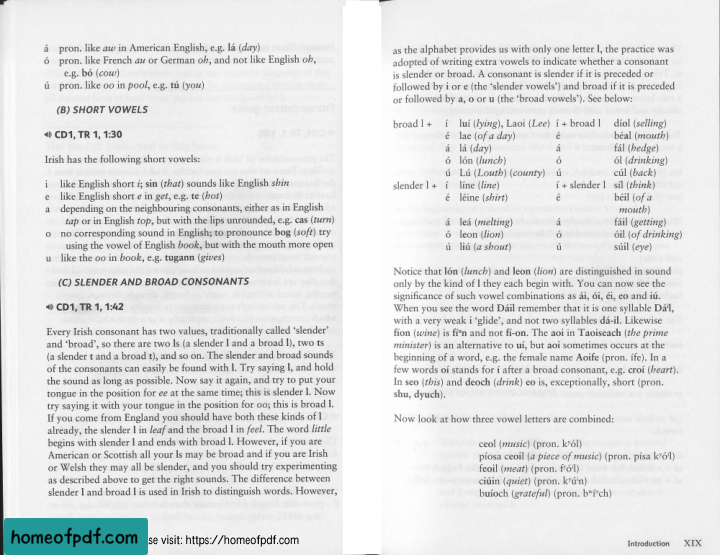 á pron. like aw in American English, e.g. lá (day)
ó pron. like French au or German oh, and not like English oh,
e.g. bó (cow)
ú pron. like oo in pool, e.g. tú (you)
(B) SHORT VOWELS
CD1, TR 1, 1:30
Irish has the following short vowels:
i like English short i; sin (that) sounds like English shin
e like English short e in get, e.g. te (hot)
a depending on the neighbouring consonants, either as in English
tap or in English top, but with the lips unrounded, e.g. cas (turn)
o no corresponding sound in English; to pronounce bog (soft) try
using the vowel of English book, but with the mouth more open
u like the oo in book, e.g. tugann (gives)
(C) SLENDER AND BROAD CONSONANTS
CD1, TR 1, 1:42
Every Irish consonant has two values, traditionally called ‘slender’
and ‘broad’, so there are two ls (a slender l and a broad l), two ts
(a slender t and a broad t), and so on. The slender and broad sounds
of the consonants can easily be found with l. Try saying l, and hold
the sound as long as possible. Now say it again, and try to put your
tongue in the position for ee at the same time; this is slender l. Now
try saying it with your tongue in the position for oo; this is broad l.
If you come from England you should have both these kinds of l
already, the slender l in leaf and the broad l in feel. The word little
begins with slender l and ends with broad l. However, if you are
American or Scottish all your ls may be broad and if you are Irish
or Welsh they may all be slender, and you should try experimenting
as described above to get the right sounds. The difference between
slender l and broad l is used in Irish to distinguish words. However,
homeofpdf.com
se visit: https://homeofpdf.com
as the alphabet provides us with only one letter l, the practice was
adopted of writing extra vowels to indicate whether a consonant
is slender or broad. A consonant is slender if it is preceded or
followed by i or e (the ‘slender vowels’) and broad if it is preceded
or followed by a, o or u (the ‘broad vowels’). See below:
broad l + í luí (lying), Laoi (Lee) í + broad l díol (selling)
é lae (of a day) é béal (mouth)
á lá (day) á fál (hedge)
ó lón (lunch) ó ól (drinking)
ú Lú (Louth) (county) ú cúl (back)
slender l + í líne (line) í + slender l síl (think)
é léine (shirt) é béil (of a
mouth)
á leá (melting) á fáil (getting)
ó leon (lion) ó óil (of drinking)
ú liú (a shout) ú súil (eye)
Notice that lón (lunch) and leon (lion) are distinguished in sound
only by the kind of l they each begin with. You can now see the
significance of such vowel combinations as ái, ói, éi, eo and iú.
When you see the word Dáil remember that it is one syllable Dáⁱl,
with a very weak i ‘glide’, and not two syllables dá-il. Likewise
fíon (wine) is fíᵒn and not fí-on. The aoi in Taoiseach (the prime
minister) is an alternative to uí, but aoi sometimes occurs at the
beginning of a word, e.g. the female name Aoife (pron. ífe). In a
few words oí stands for í after a broad consonant, e.g. croí (heart).
In seo (this) and deoch (drink) eo is, exceptionally, short (pron.
shu, dyuch).
Now look at how three vowel letters are combined:
ceol (music) (pron. kʸól)
píosa ceoil (a piece of music) (pron. písa kʸóⁱl)
feoil (meat) (pron. fʸóⁱl)
ciúin (quiet) (pron. kʸúⁱn)
buíoch (grateful) (pron. bʷíᵒch)
Introduction XIX